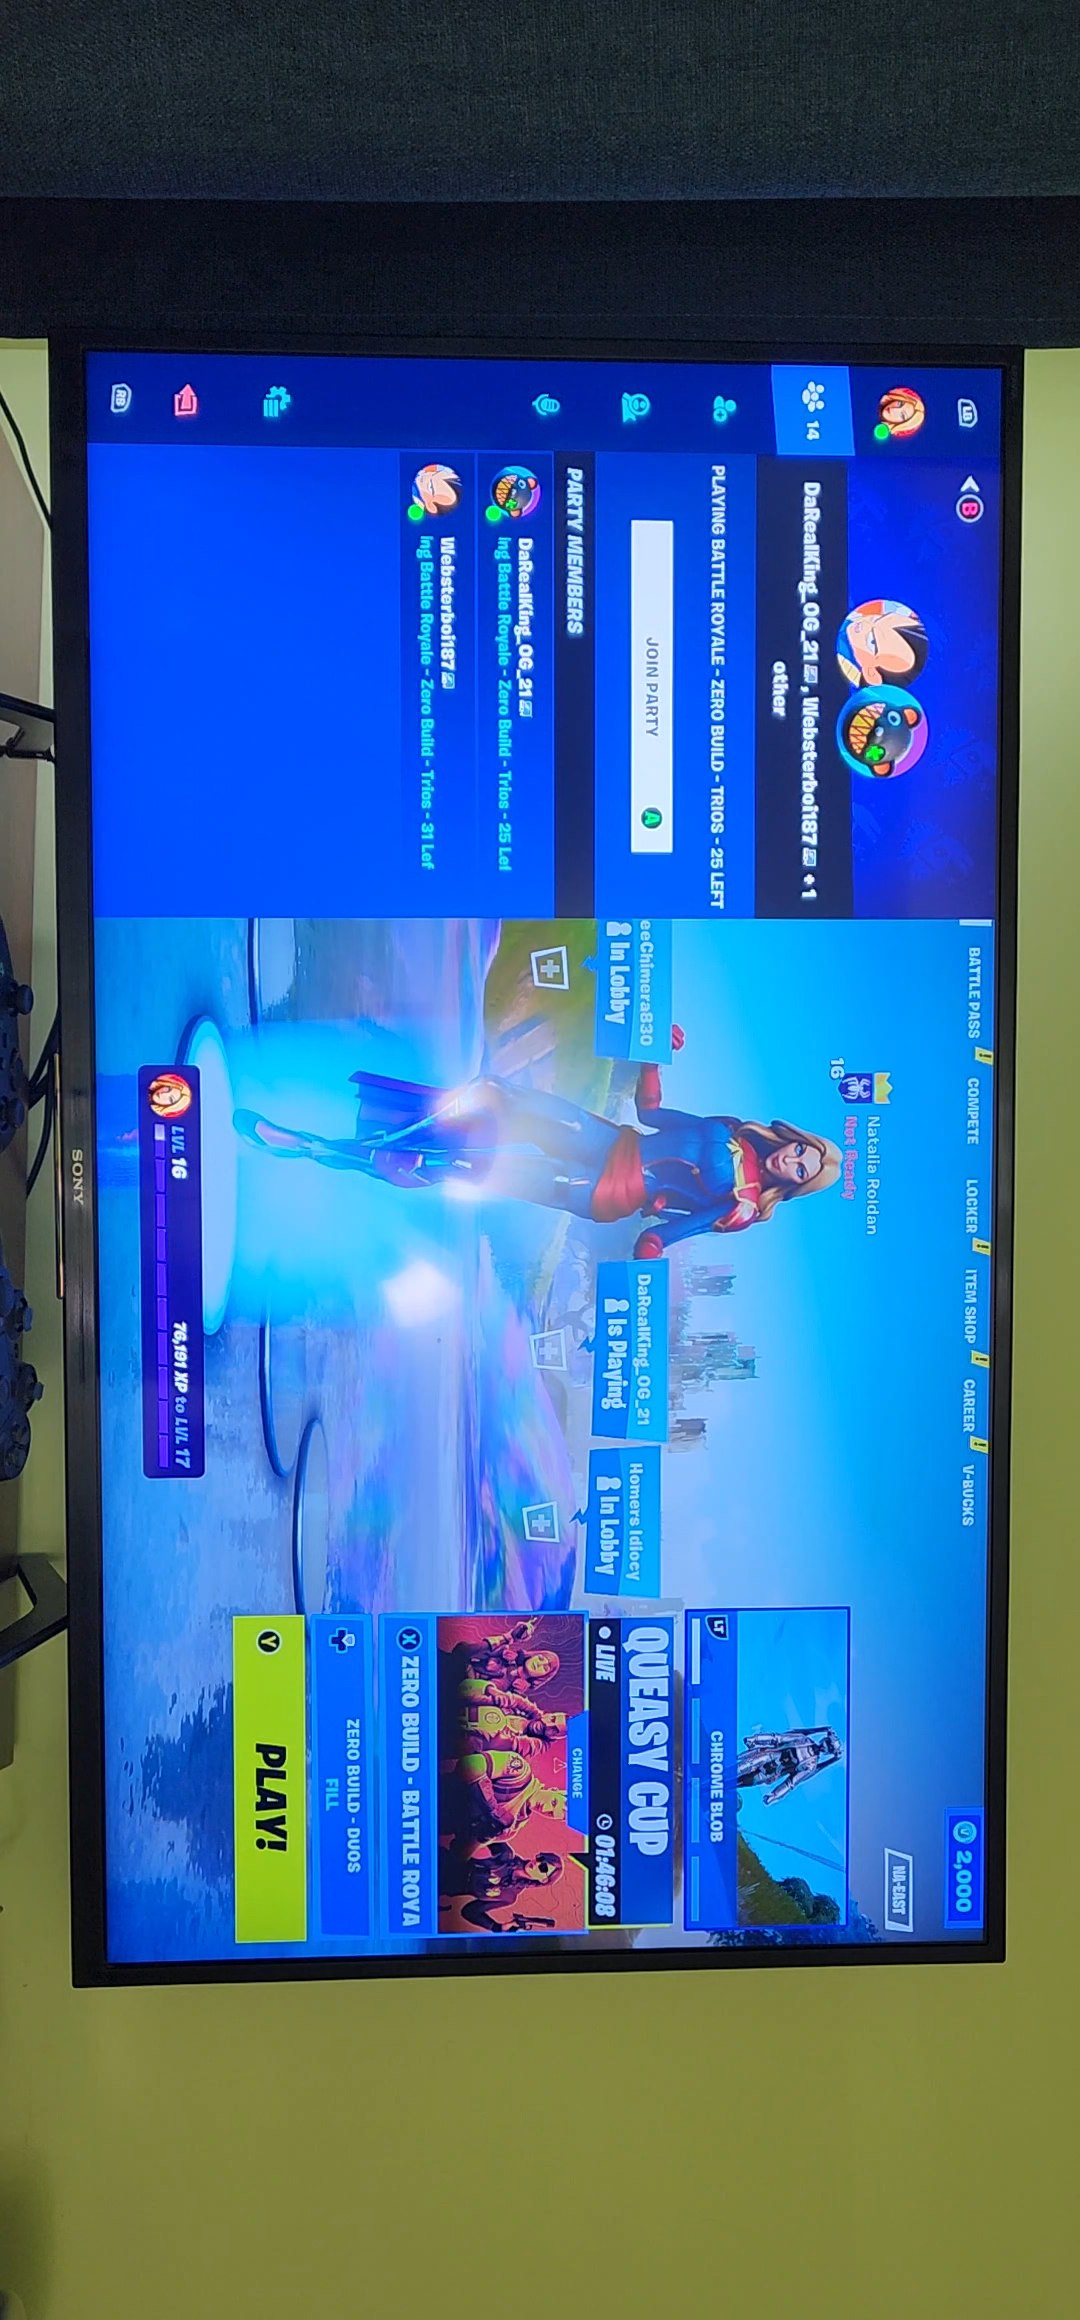 LB
14
RB
B
DaRealKing_OG_21, Websterboi187 +1
other
PLAYING BATTLE ROYALE - ZERO BUILD - TRIOS - 25 LEFT
JOIN PARTY A
PARTY MEMBERS
DaRealKing_OG_21
ing Battle Royale - Zero Build - Trios - 25 Lef
Websterboi187
ing Battle Royale - Zero Build - Trios - 31 Lef
BATTLE PASS ! COMPETE LOCKER ! ITEM SHOP ! CAREER ! V-BUCKS
2,000
NA-EAST
Natalia Roldan
16 Not Ready
eeChimera830
In Lobby
DaRealKing_OG_21
Is Playing
Homers Idiocy
In Lobby
LT
CHROME BLOB
QUEASY CUP
LIVE 01:46:08
CHANGE
X ZERO BUILD - BATTLE ROYA
ZERO BUILD - DUOS
FILL
Y PLAY!
LVL 16 76,191 XP to LVL 17
SONY